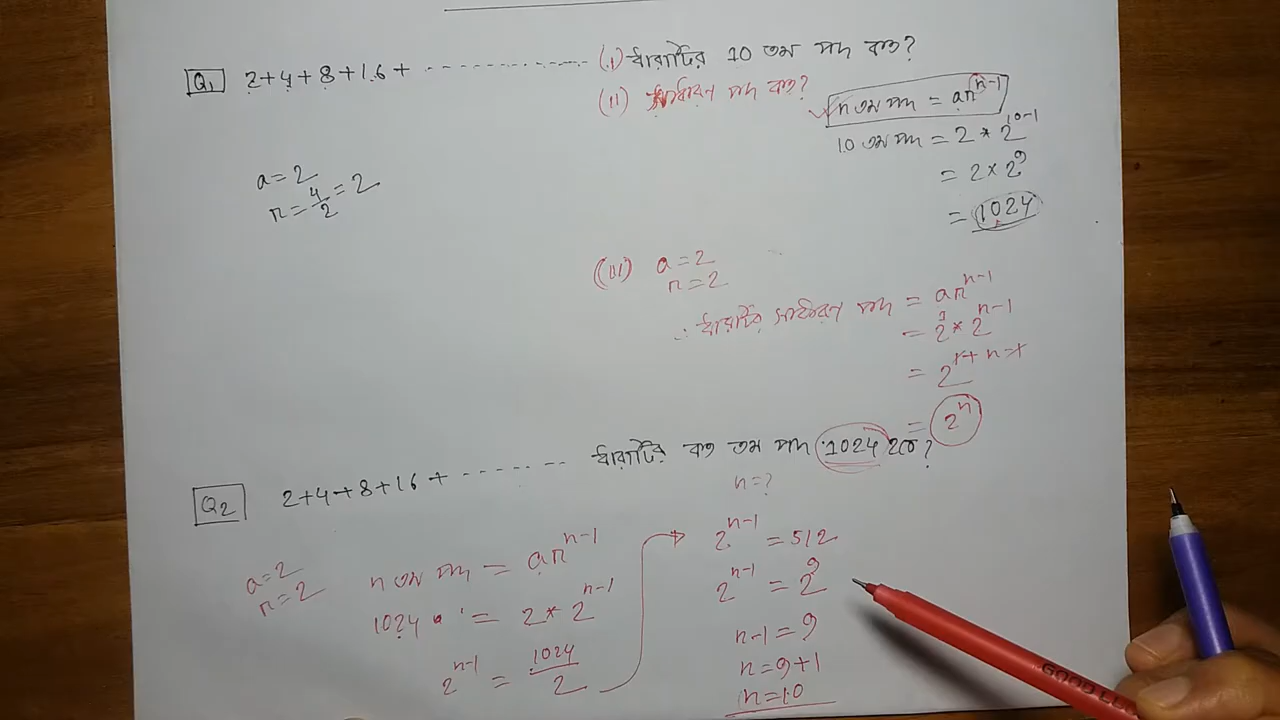 Q1 2+4+8+16+ ................ (i) ধারাটির 10 তম পদ কত?
(ii) সাধারণ পদ কত?
n তম পদ = ar^(n-1)
10 তম পদ = 2 * 2^(10-1)
= 2 × 2^9
= 1024
a = 2
r = 4/2 = 2
(ii) a = 2
r = 2
∴ ধারাটির সাধারণ পদ = ar^(n-1)
= 2^1 * 2^(n-1)
= 2^(1+n-1)
= 2^n
Q2 2+4+8+16+ ------- ধারাটির কত তম পদ 1024 হবে?
n = ?
a = 2
r = 2
n তম পদ = ar^(n-1)
1024 = 2 * 2^(n-1)
2^(n-1) = 1024/2
2^(n-1) = 512
2^(n-1) = 2^9
n-1 = 9
n = 9+1
n = 10